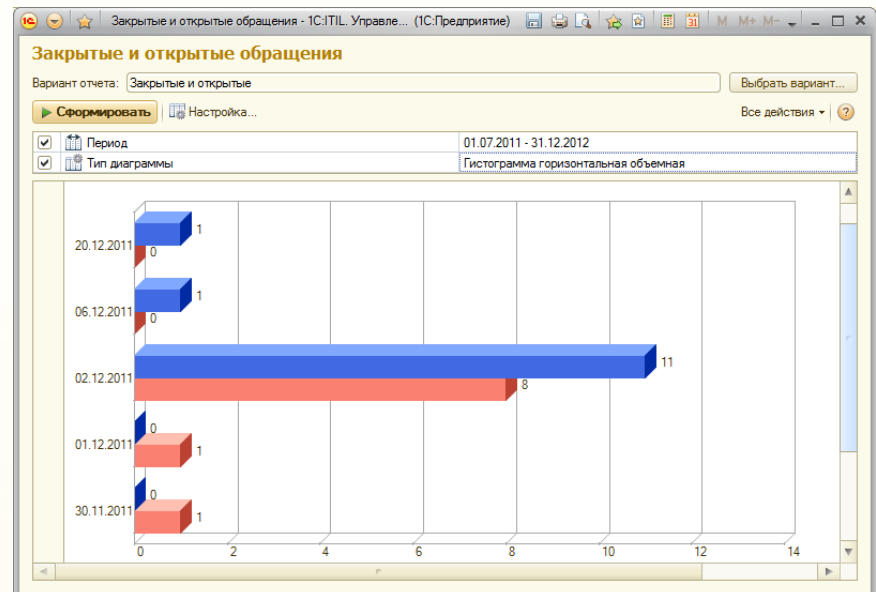 Закрытые и открытые обращения - 1С:ITIL. Управле... (1С:Предприятие) M M+ M-
Закрытые и открытые обращения
Вариант отчета: Закрытые и открытые Выбрать вариант...
Сформировать Настройка... Все действия ?
Период 01.07.2011 - 31.12.2012
Тип диаграммы Гистограмма горизонтальная объемная
1
20.12.2011
0
1
06.12.2011
0
11
02.12.2011
8
0
01.12.2011
1
0
30.11.2011
1
0 2 4 6 8 10 12 14